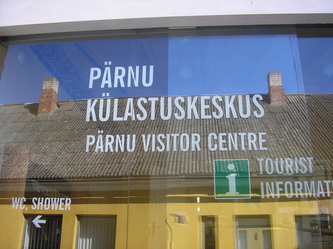 PÄRNU
KÜLASTUSKESKUS
PÄRNU VISITOR CENTRE
i
TOURIST
INFORMAT
WC, SHOWER